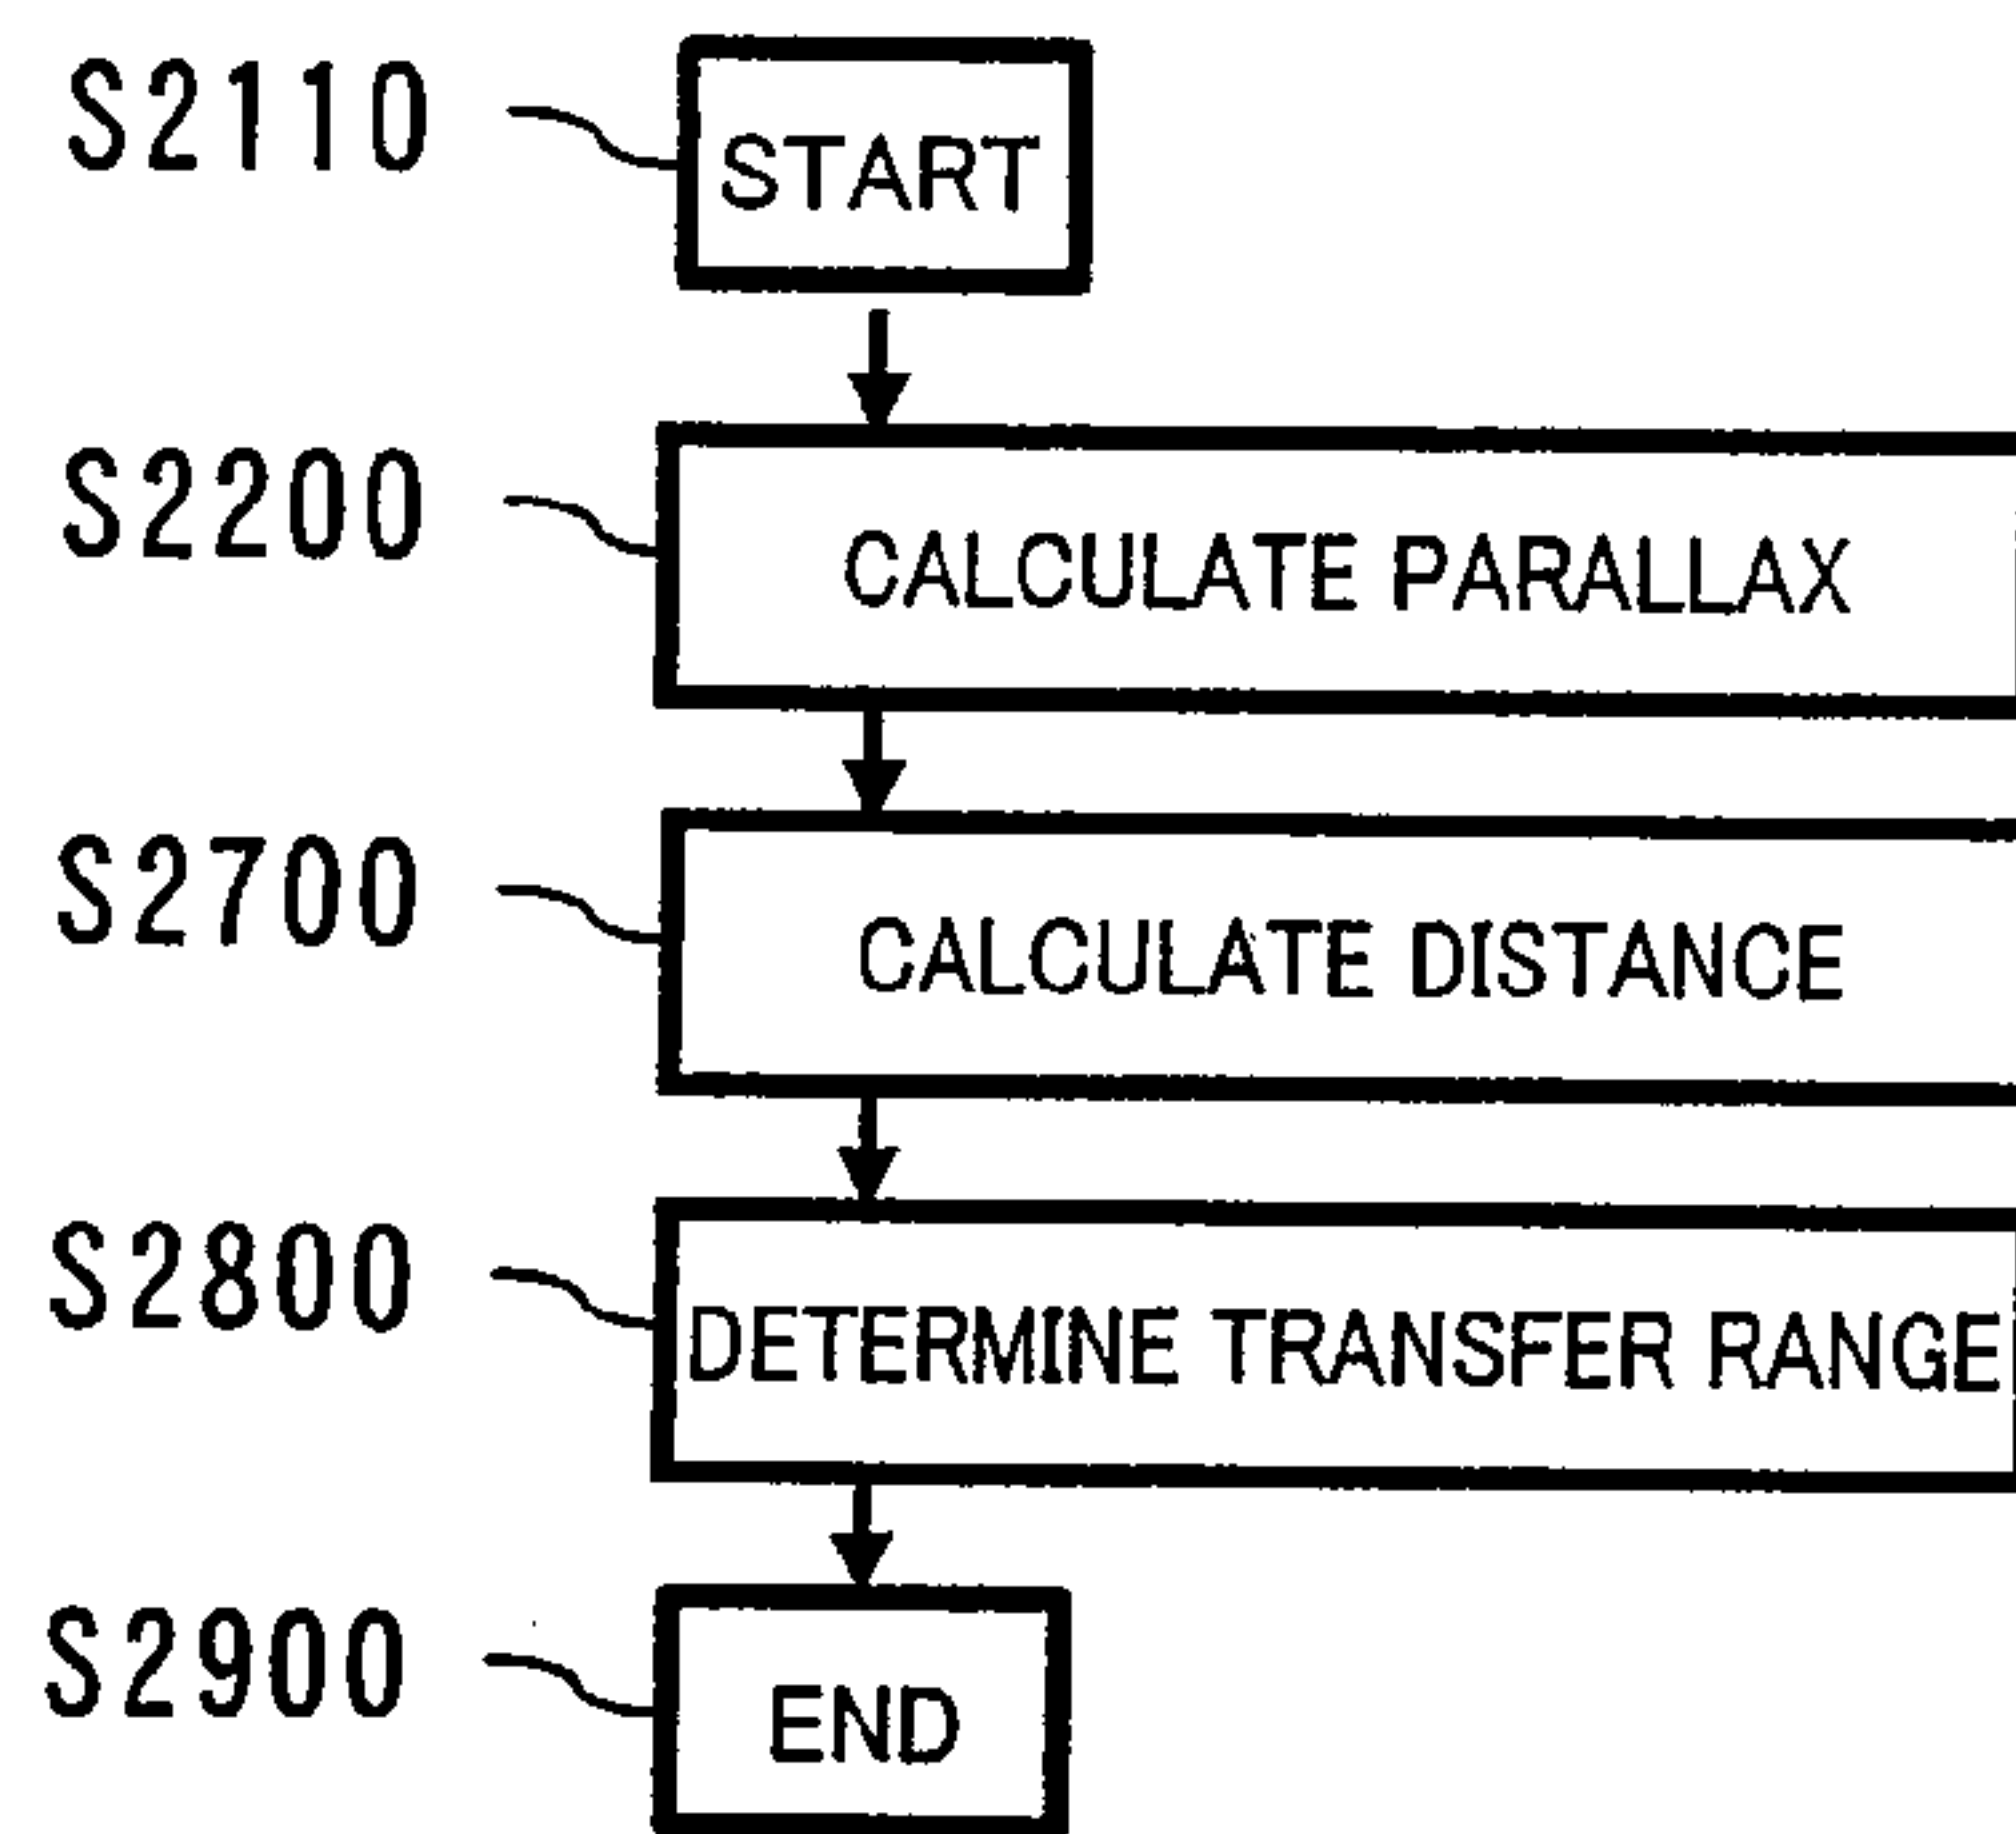 S2110
START
S2200
CALCULATE PARALLAX
S2700
CALCULATE DISTANCE
S2800
DETERMINE TRANSFER RANGE
S2900
END